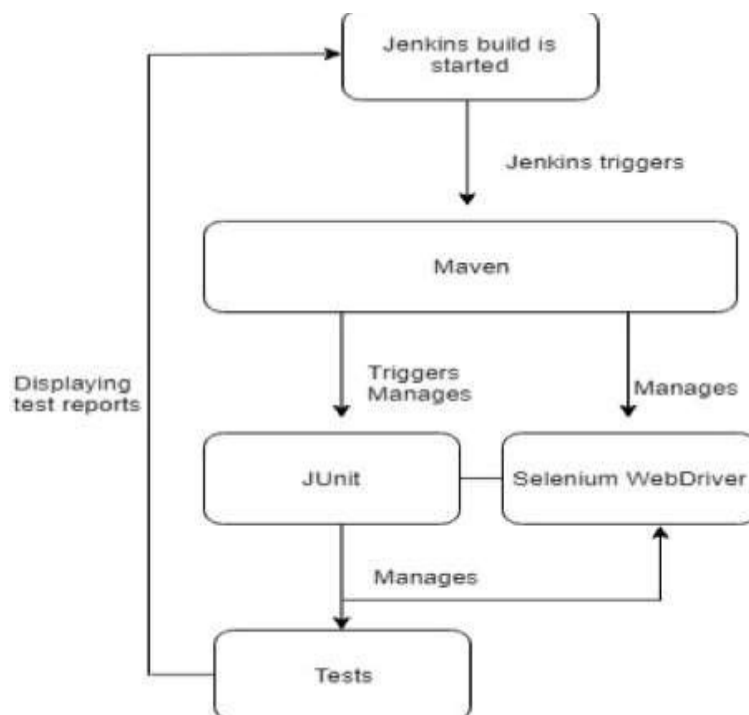 Jenkins build is
started
Jenkins triggers
Maven
Triggers
Manages
Manages
Displaying
test reports
JUnit
Selenium WebDriver
Manages
Tests